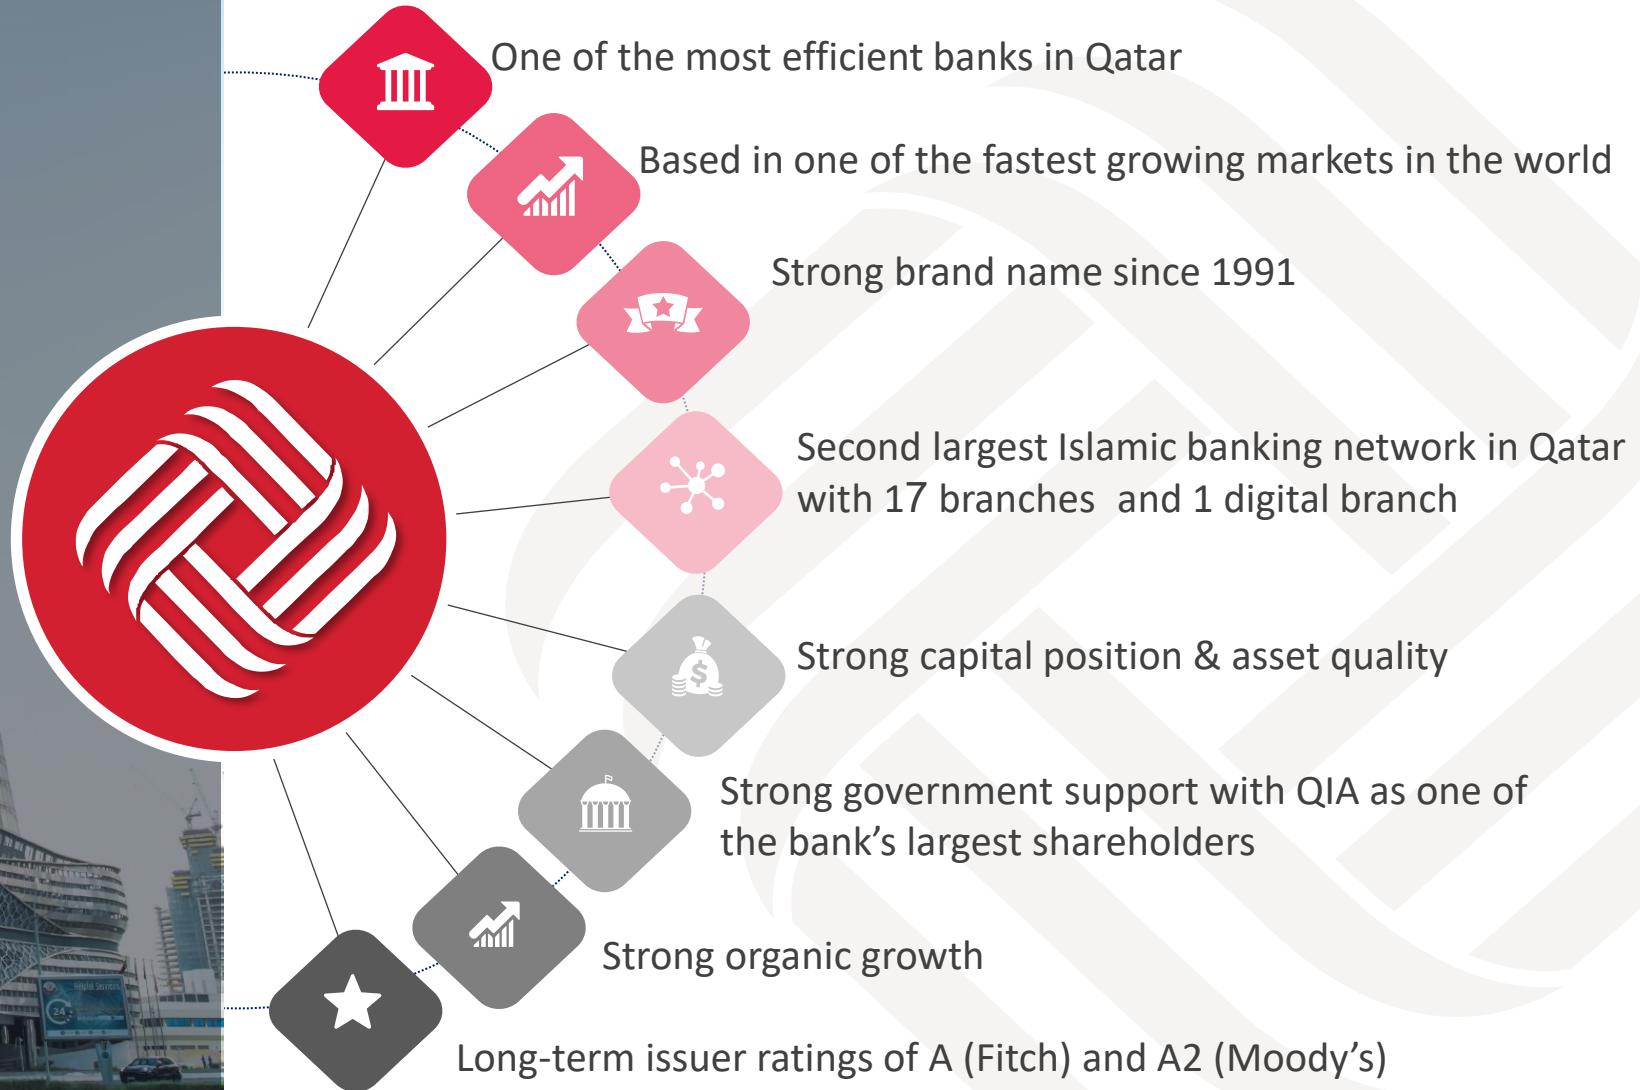 One of the most efficient banks in Qatar
Based in one of the fastest growing markets in the world
Strong brand name since 1991
Second largest Islamic banking network in Qatar
with 17 branches and 1 digital branch
Strong capital position & asset quality
$
Strong government support with QIA as one of
the bank’s largest shareholders
Strong organic growth
Long-term issuer ratings of A (Fitch) and A2 (Moody’s)
24